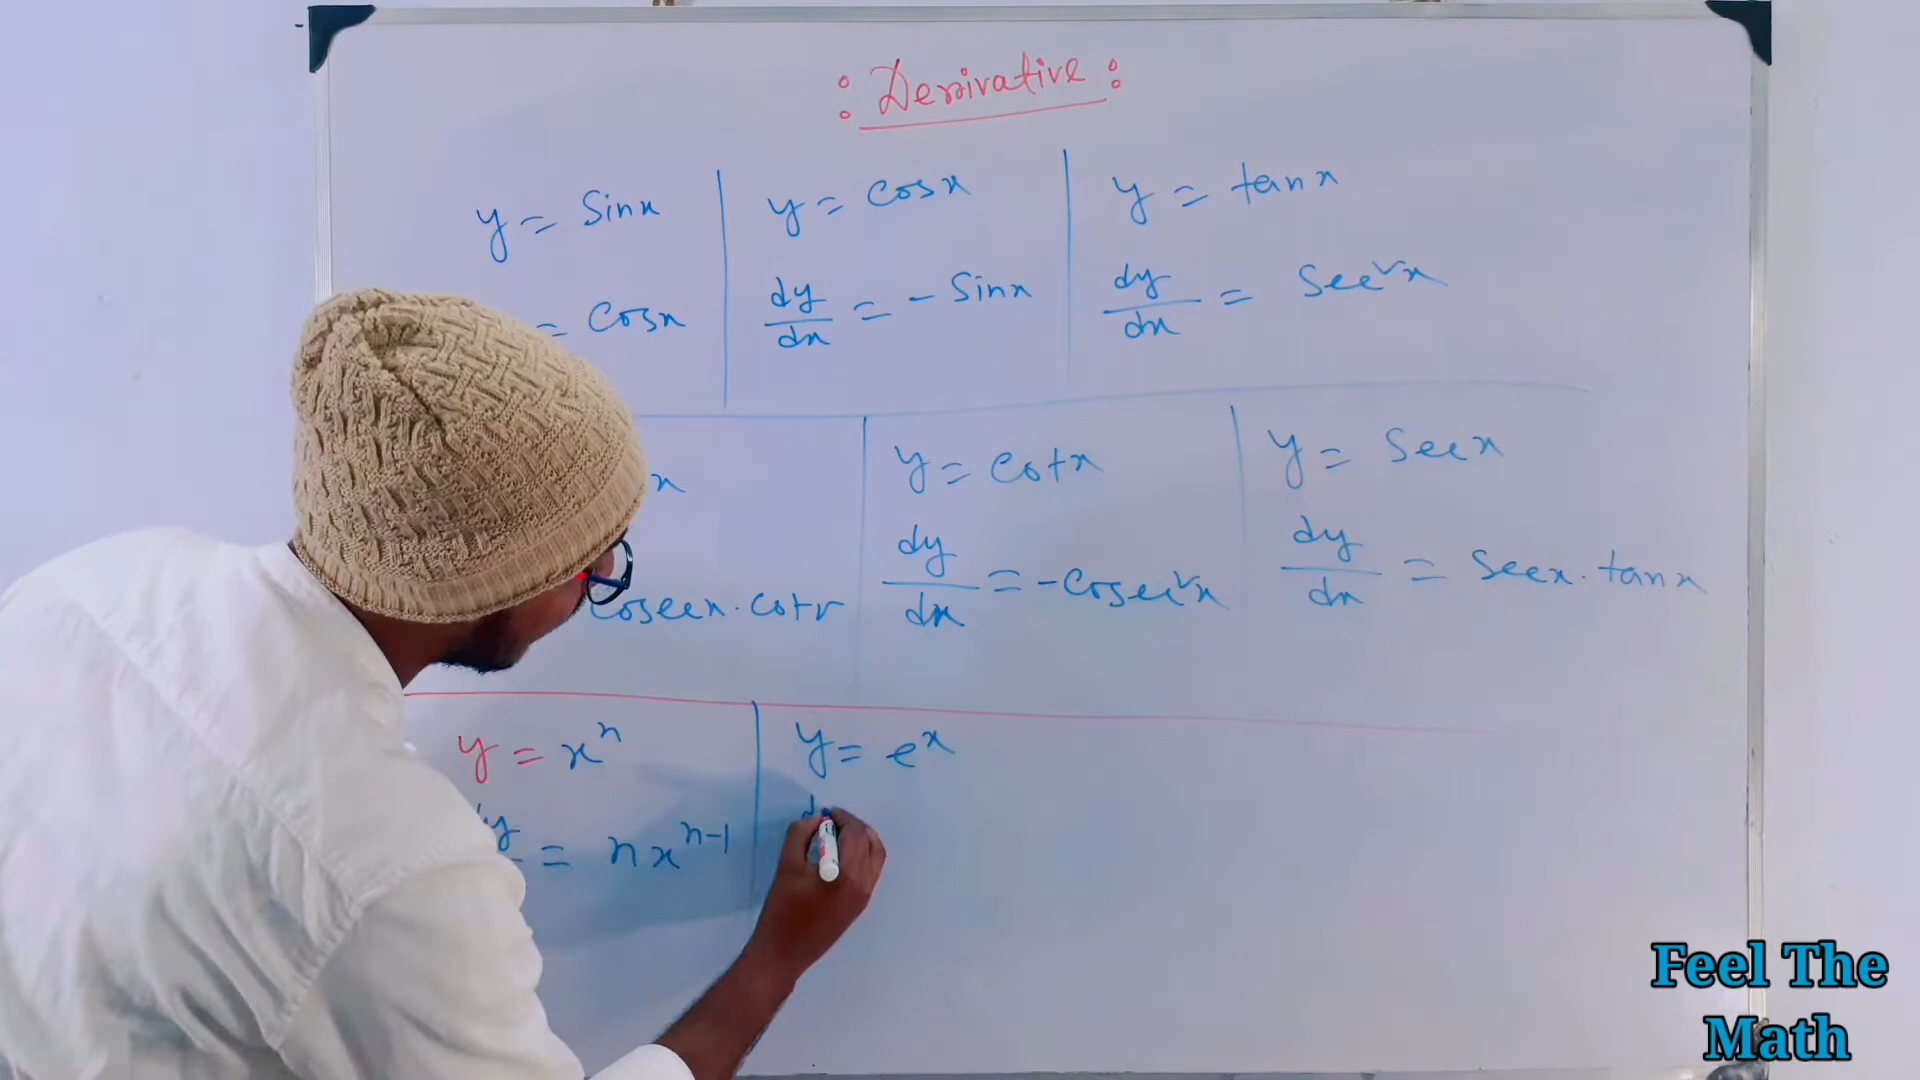 : Derivative :
y = Sinx
= Cosx
y = Cosx
dy/dx = - Sinx
y = tanx
dy/dx = Sec²x
x
Cosecx . Cotx
y = Cotx
dy/dx = -Cosec²x
y = Secx
dy/dx = Secx . tanx
y = xⁿ
dy
= nxⁿ⁻¹
y = eˣ
d
Feel The
Math